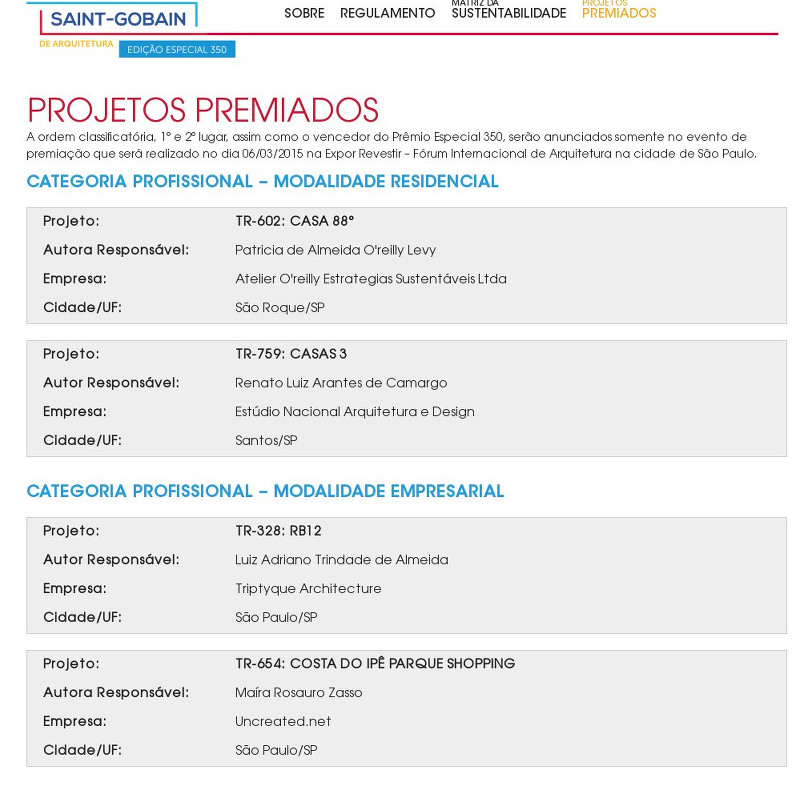 SAINT-GOBAIN
DE ARQUITETURA
EDIÇÃO ESPECIAL 350
SOBRE
REGULAMENTO
MATRIZ DA
SUSTENTABILIDADE
PROJETOS
PREMIADOS
PROJETOS PREMIADOS
A ordem classificatória, 1º e 2º lugar, assim como o vencedor do Prêmio Especial 350, serão anunciados somente no evento de
premiação que será realizado no dia 06/03/2015 na Expor Revestir – Fórum Internacional de Arquitetura na cidade de São Paulo.
CATEGORIA PROFISSIONAL – MODALIDADE RESIDENCIAL
Projeto: TR-602: CASA 88°
Autora Responsável: Patricia de Almeida O'reilly Levy
Empresa: Atelier O'reilly Estrategias Sustentáveis Ltda
Cidade/UF: São Roque/SP
Projeto: TR-759: CASAS 3
Autor Responsável: Renato Luiz Arantes de Camargo
Empresa: Estúdio Nacional Arquitetura e Design
Cidade/UF: Santos/SP
CATEGORIA PROFISSIONAL – MODALIDADE EMPRESARIAL
Projeto: TR-328: RB12
Autor Responsável: Luiz Adriano Trindade de Almeida
Empresa: Triptyque Architecture
Cidade/UF: São Paulo/SP
Projeto: TR-654: COSTA DO IPÊ PARQUE SHOPPING
Autora Responsável: Maíra Rosauro Zasso
Empresa: Uncreated.net
Cidade/UF: São Paulo/SP